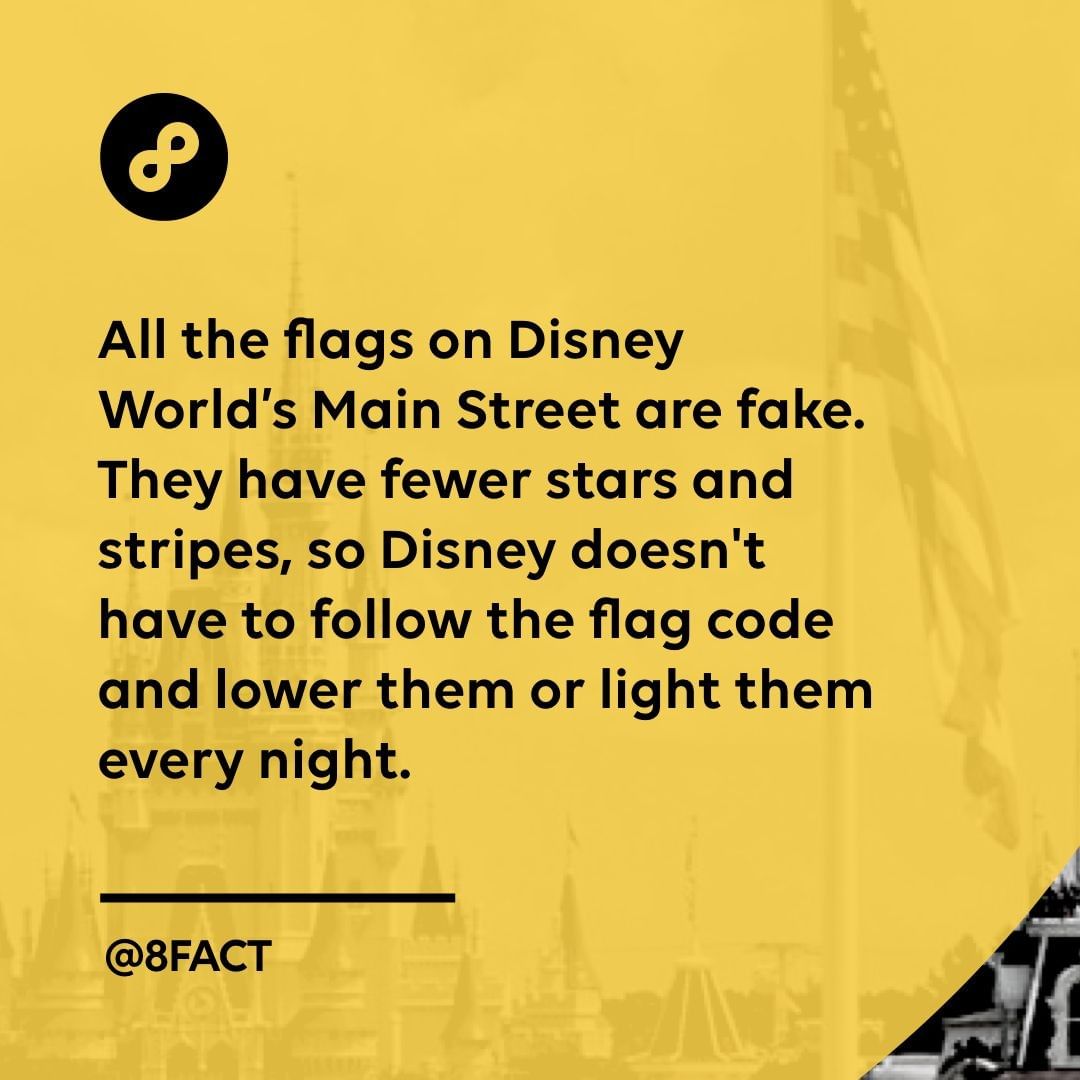 All the flags on Disney
World's Main Street are fake.
They have fewer stars and
stripes, so Disney doesn't
have to follow the flag code
and lower them or light them
every night.
@8FACT